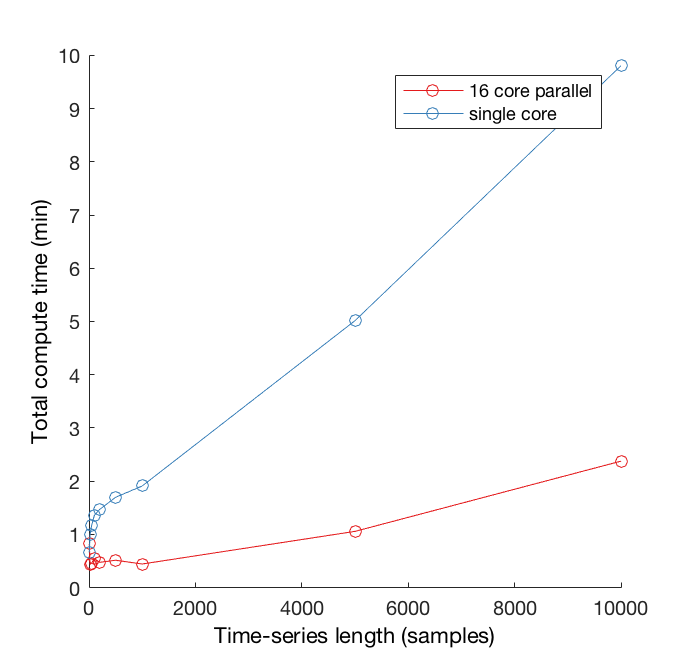 10
9
8
7
6
5
4
3
2
1
0
Total compute time (min)
16 core parallel
single core
0 2000 4000 6000 8000 10000
Time-series length (samples)